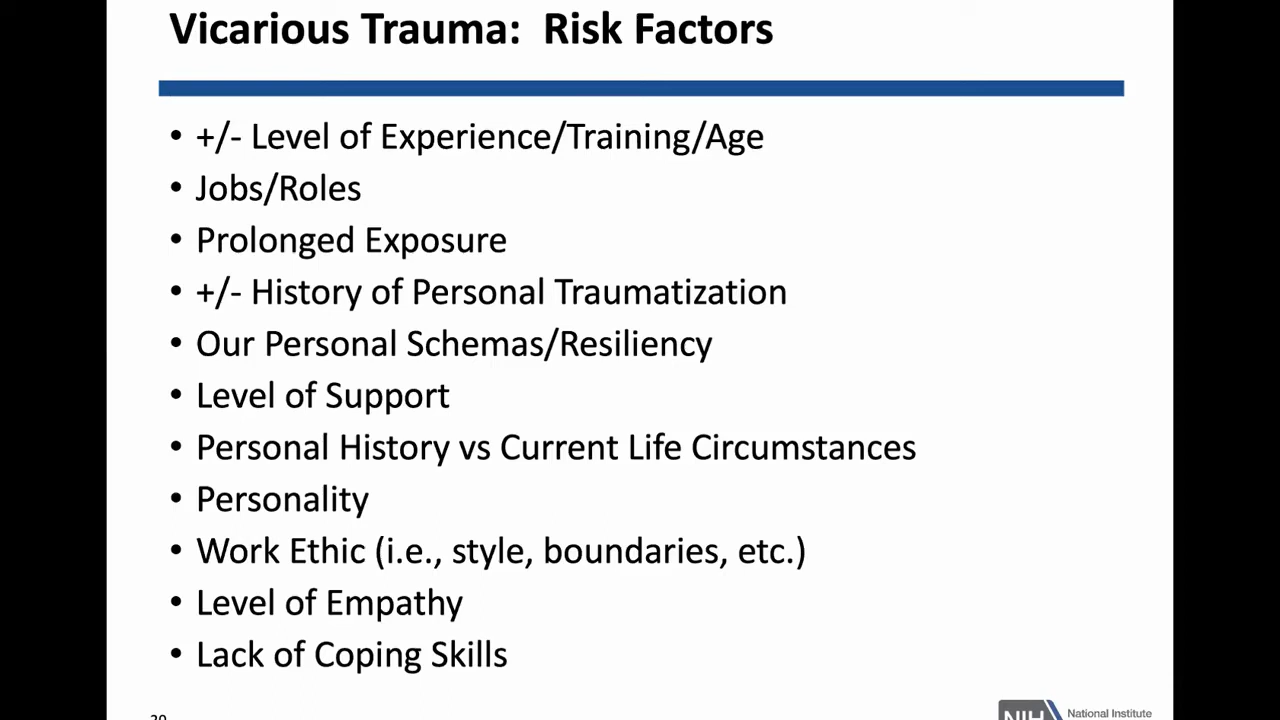 Vicarious Trauma: Risk Factors
• +/- Level of Experience/Training/Age
• Jobs/Roles
• Prolonged Exposure
• +/- History of Personal Traumatization
• Our Personal Schemas/Resiliency
• Level of Support
• Personal History vs Current Life Circumstances
• Personality
• Work Ethic (i.e., style, boundaries, etc.)
• Level of Empathy
• Lack of Coping Skills
20
NIH National Institute